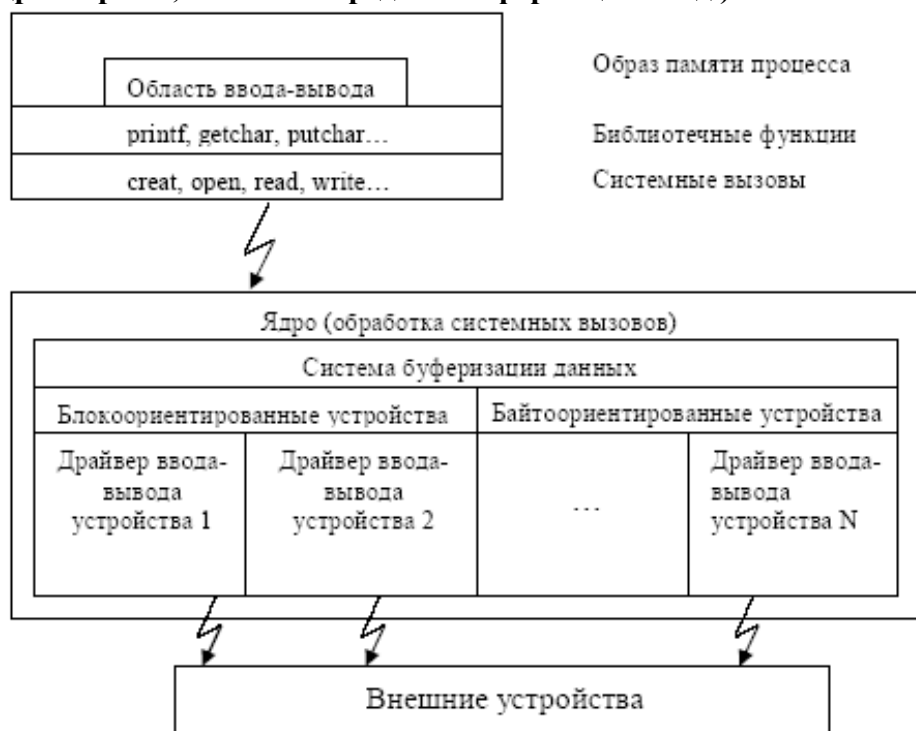 Область ввода-вывода
Образ памяти процесса
printf, getchar, putchar...
Библиотечные функции
creat, open, read, write...
Системные вызовы
Ядро (обработка системных вызовов)
Система буферизации данных
Блокоориентированные устройства
Байтоориентированные устройства
Драйвер ввода-
вывода
устройства 1
Драйвер ввода-
вывода
устройства 2
...
Драйвер ввода-
вывода
устройства N
Внешние устройства